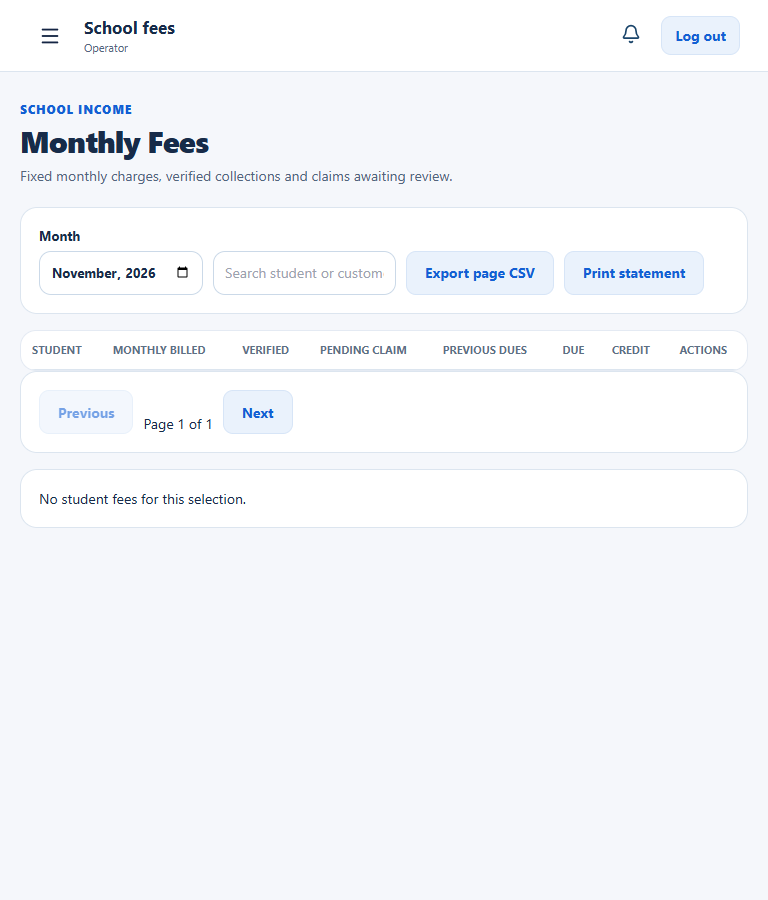 School fees
Operator
Log out
SCHOOL INCOME
Monthly Fees
Fixed monthly charges, verified collections and claims awaiting review.
Month
November, 2026 Search student or custom Export page CSV Print statement
STUDENT MONTHLY BILLED VERIFIED PENDING CLAIM PREVIOUS DUES DUE CREDIT ACTIONS
Previous Page 1 of 1 Next
No student fees for this selection.